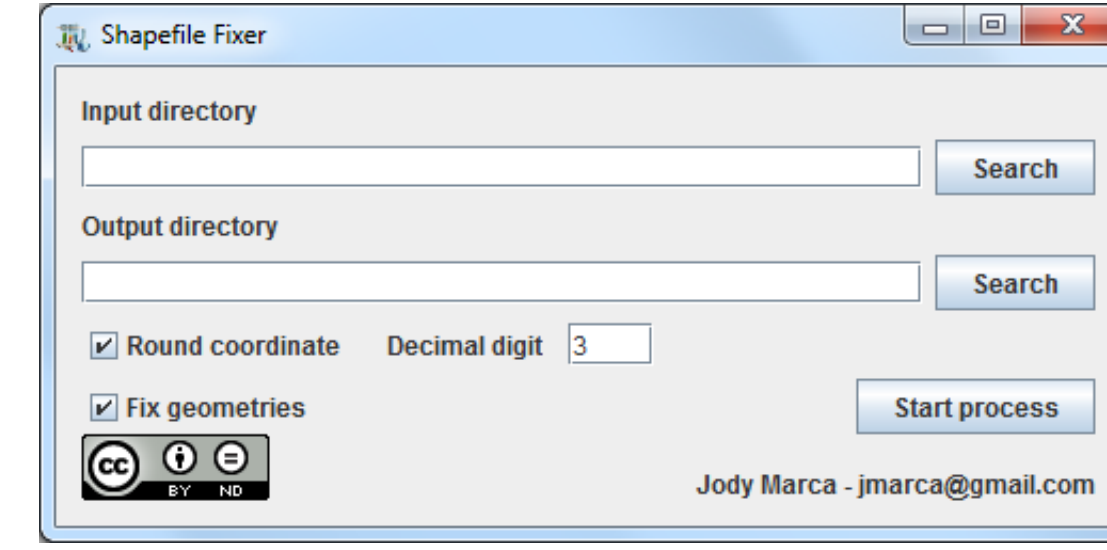 Shapefile Fixer
Input directory
Search
Output directory
Search
Round coordinate Decimal digit 3
Fix geometries
Start process
cc
BY ND
Jody Marca - jmarca@gmail.com